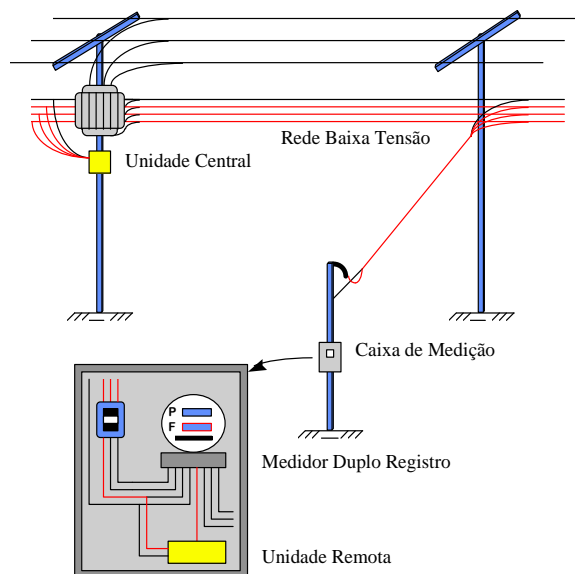 Rede Baixa Tensão
Unidade Central
Caixa de Medição
P
F
Medidor Duplo Registro
Unidade Remota